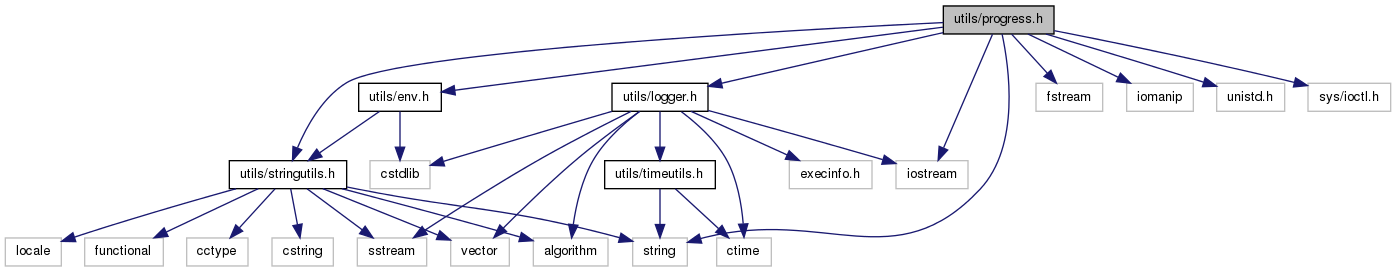 utils/progress.h
utils/env.h
utils/logger.h
fstream
iomanip
unistd.h
sys/ioctl.h
utils/stringutils.h
cstdlib
utils/timeutils.h
execinfo.h
iostream
locale
functional
cctype
cstring
sstream
vector
algorithm
string
ctime